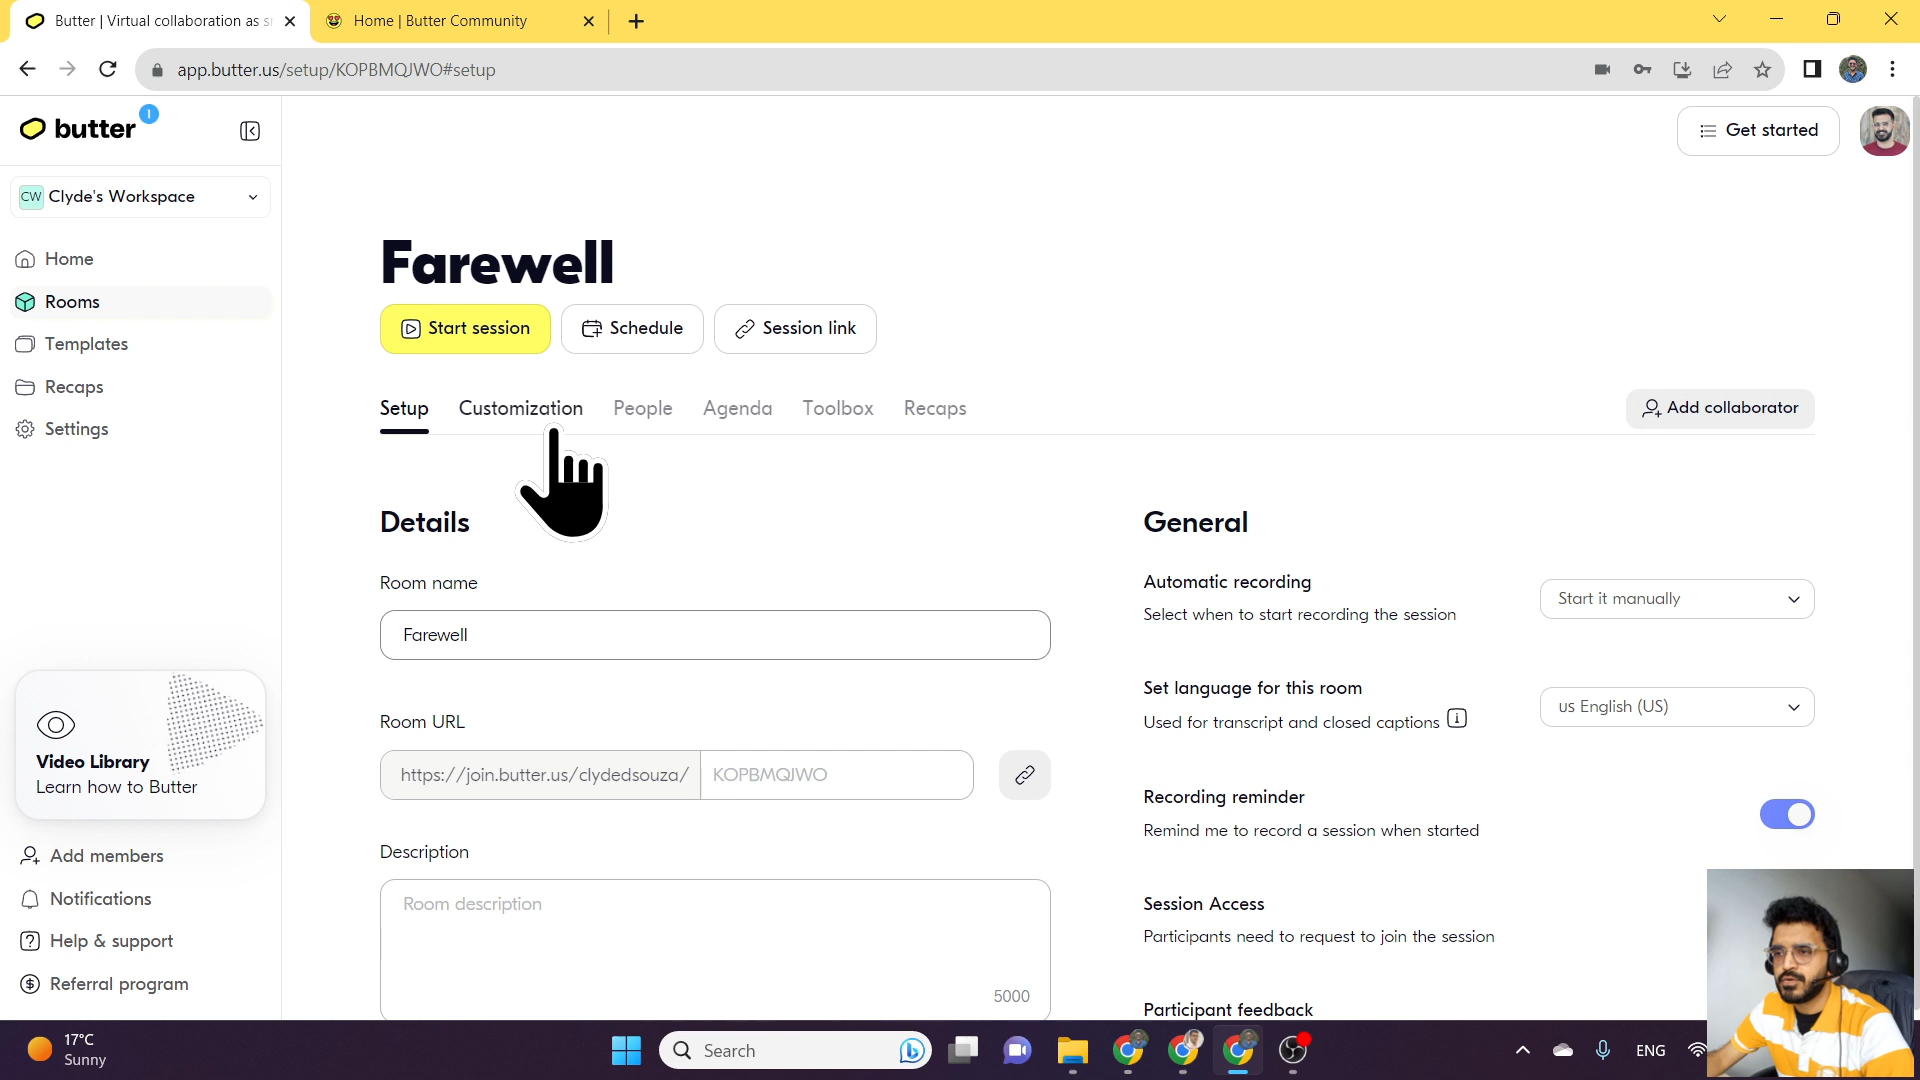 Butter | Virtual collaboration as s
Home | Butter Community
app.butter.us/setup/KOPBMQJWO#setup
butter
1
Get started
CW Clyde's Workspace
Home
Rooms
Templates
Recaps
Settings
Farewell
Start session
Schedule
Session link
Setup
Customization
People
Agenda
Toolbox
Recaps
Add collaborator
Details
Room name
Farewell
Room URL
https://join.butter.us/clydedsouza/
KOPBMQJWO
Description
Room description
5000
General
Automatic recording
Select when to start recording the session
Start it manually
Set language for this room
Used for transcript and closed captions
us English (US)
Recording reminder
Remind me to record a session when started
Session Access
Participants need to request to join the session
Participant feedback
Video Library
Learn how to Butter
Add members
Notifications
Help & support
Referral program
17°C
Sunny
Search
ENG